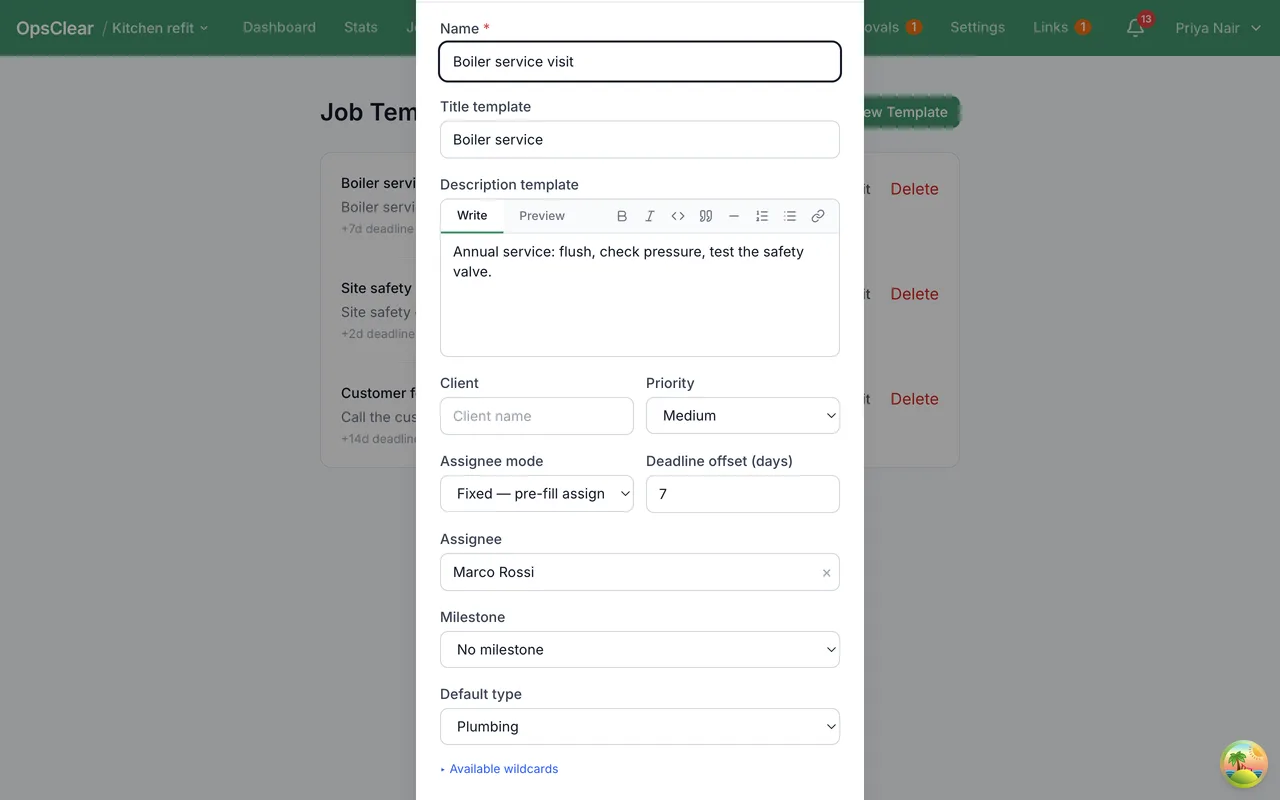 OpsClear / Kitchen refit Dashboard Stats ovals 1 Settings Links 1 13 Priya Nair
Name *
Boiler service visit
Job Tem
ew Template
Title template
Boiler service
Description template
Write Preview
Annual service: flush, check pressure, test the safety
valve.
Boiler servi
Boiler servi
+7d deadline
Delete
Site safety
Site safety
+2d deadline
Delete
Customer f
Call the cus
+14d deadlin
Delete
Client Priority
Client name Medium
Assignee mode Deadline offset (days)
Fixed — pre-fill assign 7
Assignee
Marco Rossi ×
Milestone
No milestone
Default type
Plumbing
▸ Available wildcards